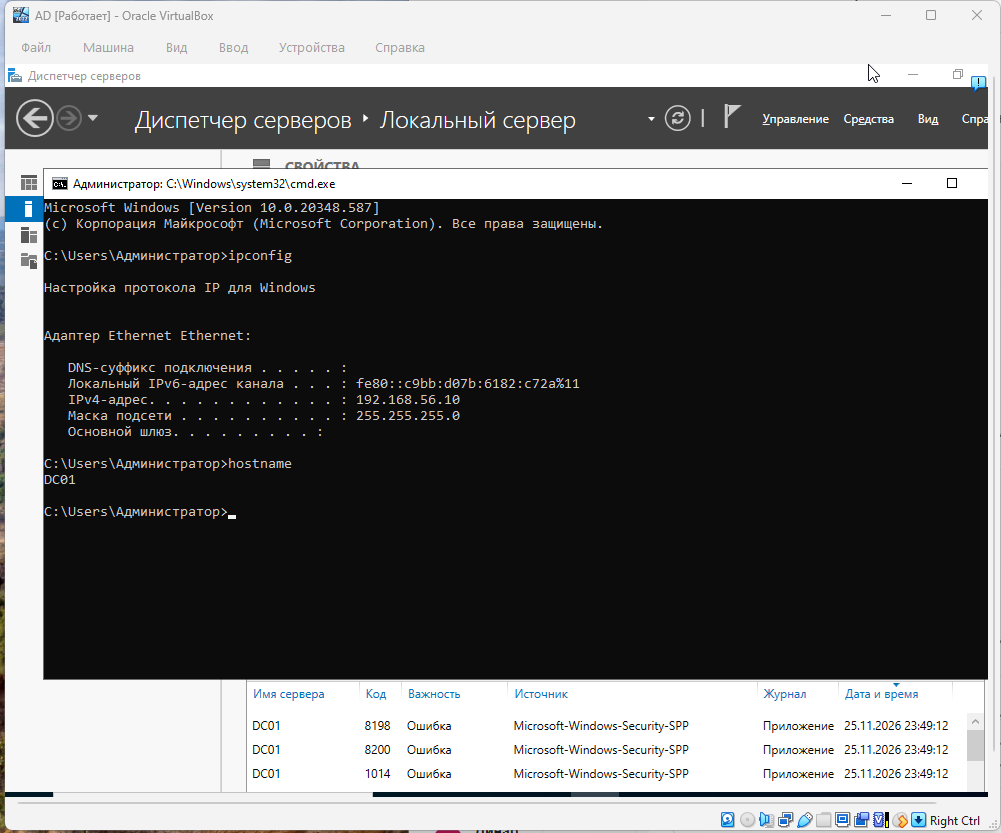 AD [Работает] - Oracle VirtualBox
Файл Машина Вид Ввод Устройства Справка
Диспетчер серверов
Диспетчер серверов Локальный сервер
Управление Средства Вид Спра
СВОЙСТВА
Администратор: C:\Windows\system32\cmd.exe
Microsoft Windows [Version 10.0.20348.587]
(c) Корпорация Майкрософт (Microsoft Corporation). Все права защищены.
C:\Users\Администратор>ipconfig
Настройка протокола IP для Windows
Адаптер Ethernet Ethernet:
DNS-суффикс подключения . . . . . :
Локальный IPv6-адрес канала . . . : fe80::c9bb:d07b:6182:c72a%11
IPv4-адрес. . . . . . . . . . . . : 192.168.56.10
Маска подсети . . . . . . . . . . : 255.255.255.0
Основной шлюз. . . . . . . . . :
C:\Users\Администратор>hostname
DC01
C:\Users\Администратор>
Имя сервера Код Важность Источник Журнал Дата и время
DC01 8198 Ошибка Microsoft-Windows-Security-SPP Приложение 25.11.2026 23:49:12
DC01 8200 Ошибка Microsoft-Windows-Security-SPP Приложение 25.11.2026 23:49:12
DC01 1014 Ошибка Microsoft-Windows-Security-SPP Приложение 25.11.2026 23:49:12
Right Ctrl